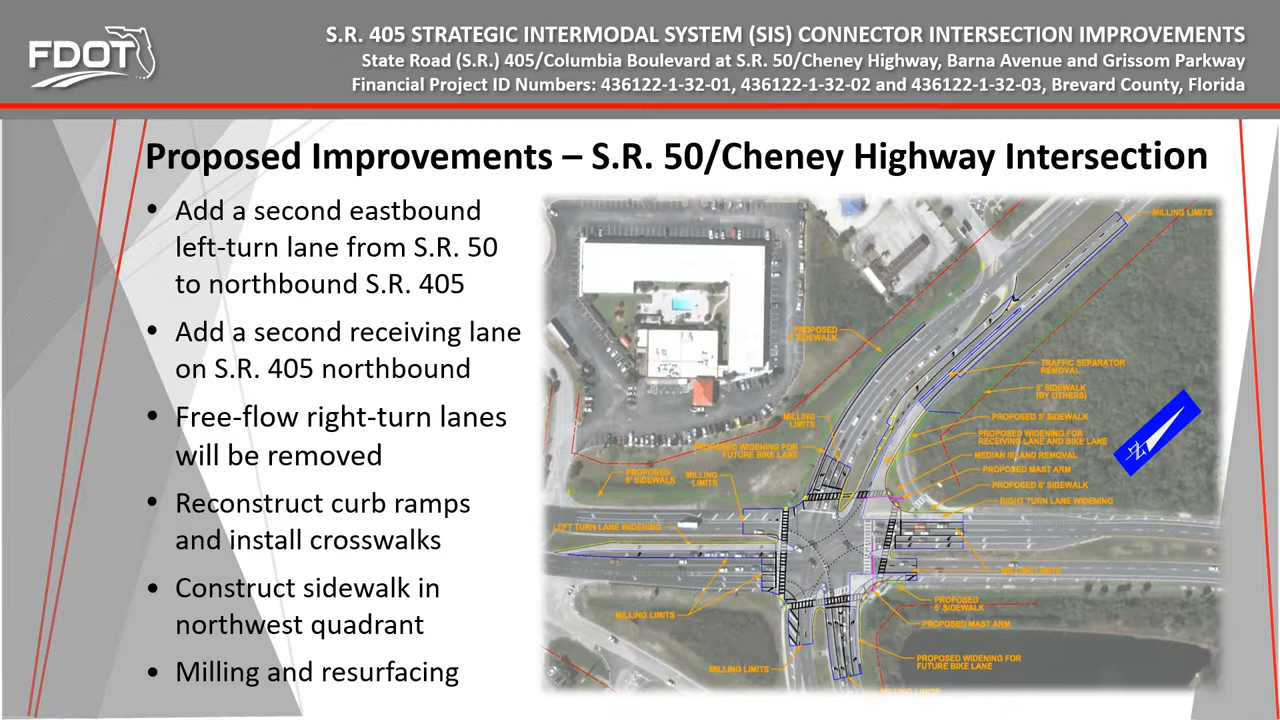 FDOT
S.R. 405 STRATEGIC INTERMODAL SYSTEM (SIS) CONNECTOR INTERSECTION IMPROVEMENTS
State Road (S.R.) 405/Columbia Boulevard at S.R. 50/Cheney Highway, Barna Avenue and Grissom Parkway
Financial Project ID Numbers: 436122-1-32-01, 436122-1-32-02 and 436122-1-32-03, Brevard County, Florida
Proposed Improvements – S.R. 50/Cheney Highway Intersection
• Add a second eastbound
left-turn lane from S.R. 50
to northbound S.R. 405
• Add a second receiving lane
on S.R. 405 northbound
• Free-flow right-turn lanes
will be removed
• Reconstruct curb ramps
and install crosswalks
• Construct sidewalk in
northwest quadrant
• Milling and resurfacing
MILLING LIMITS
PROPOSED
SIDEWALK
TRAFFIC SEPARATOR
REMOVAL
5' SIDEWALK
(BY OTHERS)
MILLING
LIMITS
PROPOSED 5' SIDEWALK
PROPOSED WIDENING FOR
RECEIVING LANE AND BIKE LANE
PROPOSED WIDENING FOR
FUTURE BIKE LANE
MEDIAN ISLAND REMOVAL
PROPOSED MAST ARM
PROPOSED
SIDEWALK
MILLING
LIMITS
PROPOSED 6' SIDEWALK
RIGHT TURN LANE WIDENING
LEFT TURN LANE WIDENING
MILLING LIMITS
N
MILLING LIMITS
PROPOSED
5' SIDEWALK
PROPOSED MAST ARM
PROPOSED WIDENING FOR
FUTURE BIKE LANE
MILLING LIMITS
MILLING LIMITS